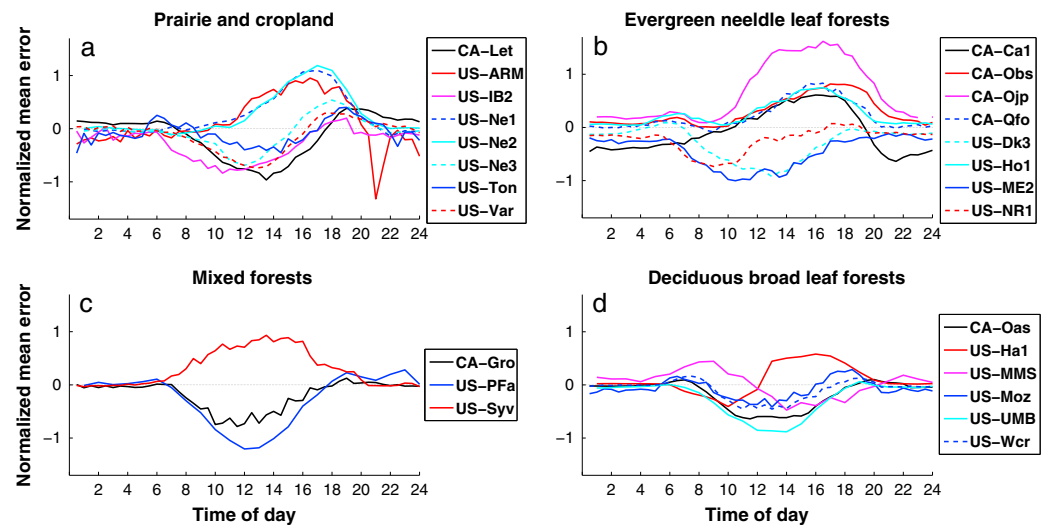 Prairie and cropland
Normalized mean error
a
1
0
−1
2 4 6 8 10 12 14 16 18 20 22 24
CA−Let
US−ARM
US−IB2
US−Ne1
US−Ne2
US−Ne3
US−Ton
US−Var
Evergreen neeldle leaf forests
b
1
0
−1
2 4 6 8 10 12 14 16 18 20 22 24
CA−Ca1
CA−Obs
CA−Ojp
CA−Qfo
US−Dk3
US−Ho1
US−ME2
US−NR1
Mixed forests
Normalized mean error
c
1
0
−1
2 4 6 8 10 12 14 16 18 20 22 24
Time of day
CA−Gro
US−PFa
US−Syv
Deciduous broad leaf forests
d
1
0
−1
2 4 6 8 10 12 14 16 18 20 22 24
Time of day
CA−Oas
US−Ha1
US−MMS
US−Moz
US−UMB
US−Wcr